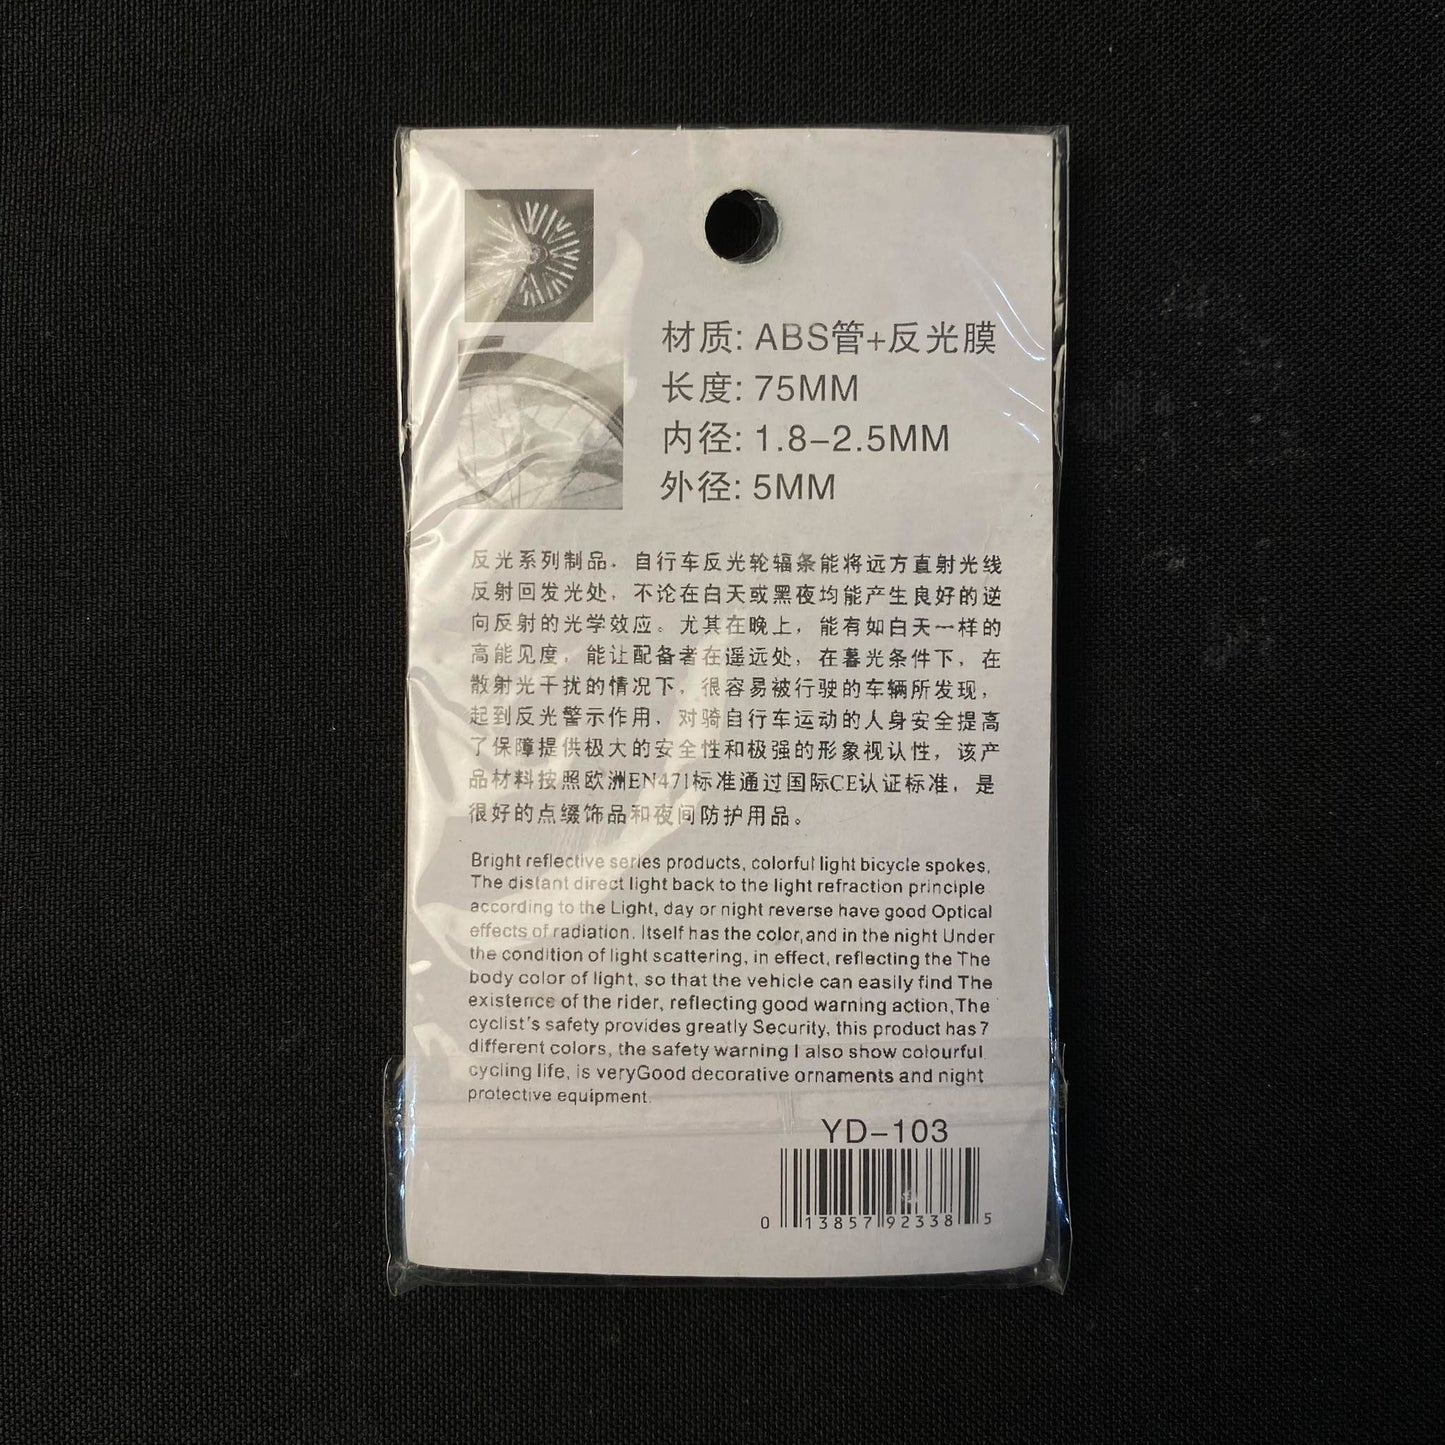 材质: ABS管+反光膜
长度: 75MM
内径: 1.8-2.5MM
外径: 5MM
反光系列制品．自行车反光轮辐条能将远方直射光线
反射回发光处，不论在白天或黑夜均能产生良好的逆
向反射的光学效应。尤其在晚上，能有如白天一样的
高能见度，能让配备者在遥远处，在暮光条件下，在
散射光干扰的情况下，很容易被行驶的车辆所发现，
起到反光警示作用，对骑自行车运动的人身安全提高
了保障提供极大的安全性和极强的形象视认性，该产
品材料按照欧洲EN471标准通过国际CE认证标准，是
很好的点缀饰品和夜间防护用品。
Bright reflective series products, colorful light bicycle spokes,
The distant direct light back to the light refraction principle
according to the Light, day or night reverse have good Optical
effects of radiation. Itself has the color,and in the night Under
the condition of light scattering, in effect, reflecting the The
body color of light, so that the vehicle can easily find The
existence of the rider, reflecting good warning action,The
cyclist's safety provides greatly Security, this product has7
different colors, the safety warning I also show colourful
cycling life, is veryGood decorative ornaments and night
protective equipment.
YD-103
0 13857 92338 5